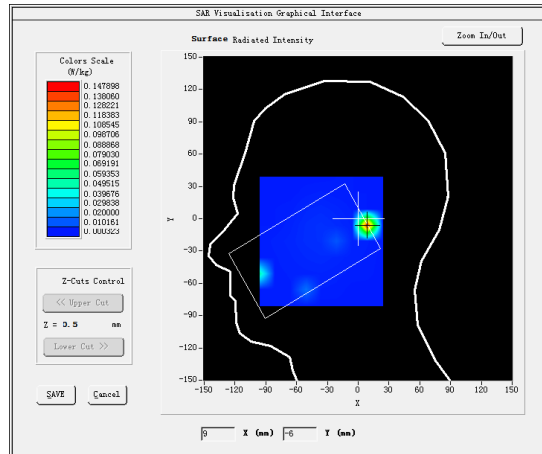 SAR Visualisation Graphical Interface
Surface Radiated Intensity
Zoom In/Out
Colors Scale
(W/kg)
0.147898
0.138060
0.128221
0.118383
0.108545
0.098706
0.088868
0.079030
0.069191
0.059353
0.049515
0.039676
0.029838
0.020000
0.010161
0.000323
Z-Cuts Control
<< Upper Cut
Z = 0.5 mm
Lower Cut >>
SAVE
Cancel
150
120
90
60
30
0
-30
-60
-90
-120
-150
Y
-150 -120 -90 -60 -30 0 30 60 90 120 150
X
9 X (mm) -6 Y (mm)